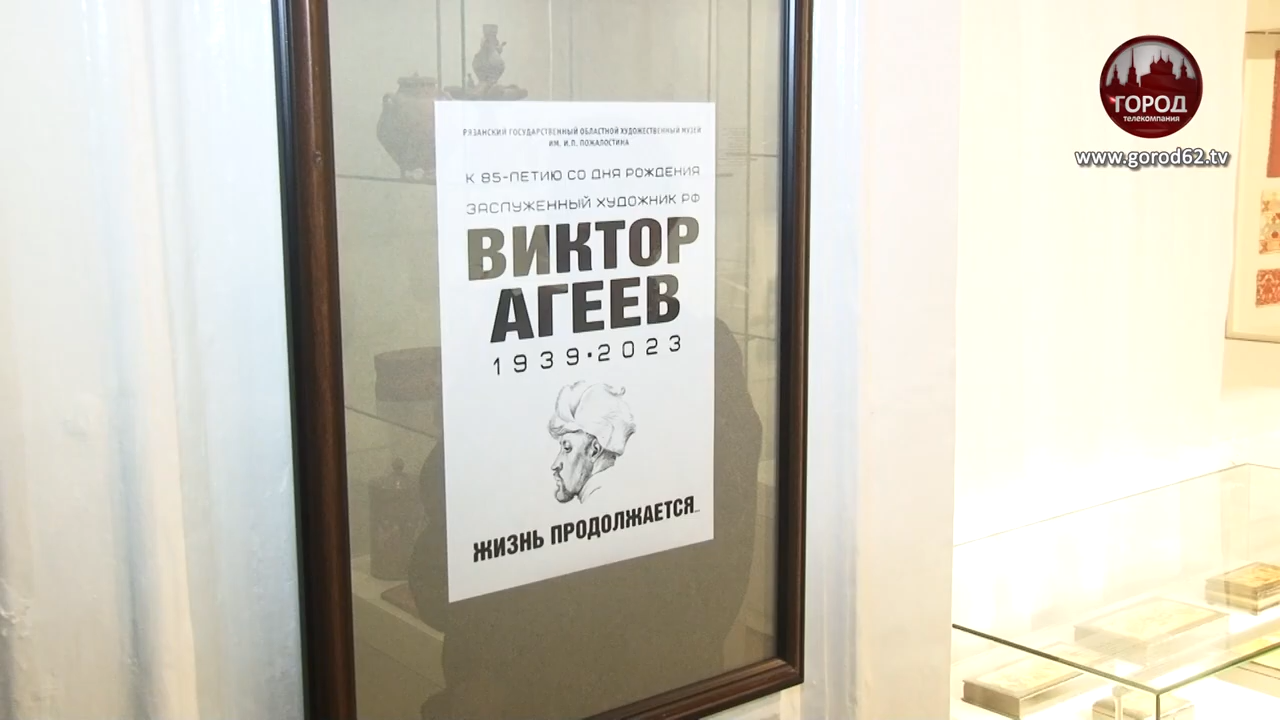 РЯЗАНСКИЙ ГОСУДАРСТВЕННЫЙ ОБЛАСТНОЙ ХУДОЖЕСТВЕННЫЙ МУЗЕЙ
ИМ. И.П. ПОЖАЛОСТИНА
К 85-ЛЕТИЮ СО ДНЯ РОЖДЕНИЯ
ЗАСЛУЖЕННЫЙ ХУДОЖНИК РФ
ВИКТОР
АГЕЕВ
1939•2023
ЖИЗНЬ ПРОДОЛЖАЕТСЯ...
ГОРОД
ТЕЛЕКОМПАНИЯ
www.gorod62.tv